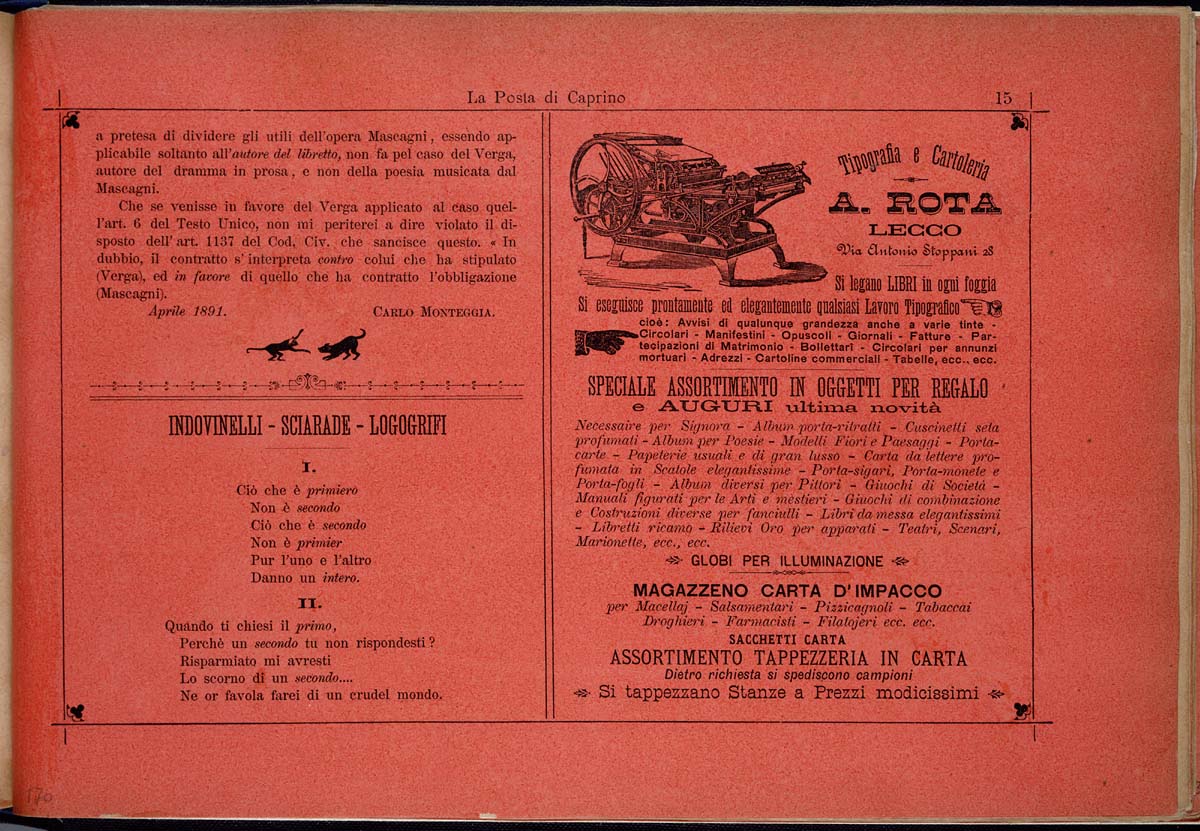 La Posta di Caprino
15
a pretesa di dividere gli utili dell'opera Mascagni, essendo ap-
plicabile soltanto all'autore del libretto, non fa pel caso del Verga,
autore del dramma in prosa, e non della poesia musicata dal
Mascagni.
Che se venisse in favore del Verga applicato al caso quel-
l'art. 6 del Testo Unico, non mi periterei a dire violato il di-
sposto dell'art. 1137 del Cod, Civ. che sancisce questo. « In
dubbio, il contratto s'interpreta contro colui che ha stipulato
(Verga), ed in favore di quello che ha contratto l'obbligazione
(Mascagni).
Aprile 1891. CARLO MONTEGGIA.
INDOVINELLI - SCIARADE - LOGOGRIFI
I.
Ciò che è primiero
Non è secondo
Ciò che è secondo
Non è primier
Pur l'uno e l'altro
Danno un intero.
II.
Quando ti chiesi il primo,
Perchè un secondo tu non rispondesti?
Risparmiato mi avresti
Lo scorno di un secondo....
Ne or favola farei di un crudel mondo.
Tipografia e Cartoleria
A. ROTA
LECCO
Via Antonio Stoppani 28
Si legano LIBRI in ogni foggia
Si eseguisce prontamente ed elegantemente qualsiasi Lavoro Tipografico
cioè: Avvisi di qualunque grandezza anche a varie tinte -
Circolari - Manifestini - Opuscoli - Giornali - Fatture - Par-
tecipazioni di Matrimonio - Bollettari - Circolari per annunzi
mortuari - Adrezzi - Cartoline commerciali - Tabelle, ecc., ecc.
SPECIALE ASSORTIMENTO IN OGGETTI PER REGALO
e AUGURI ultima novità
Necessaire per Signora - Album porta-ritratti - Cuscinetti seta
profumati - Album per Poesie - Modelli Fiori e Paesaggi - Porta-
carte - Papeterie usuali e di gran lusso - Carta da lettere pro-
fumata in Scatole elegantissime - Porta-sigari, Porta-monete e
Porta-fogli - Album diversi per Pittori - Giuochi di Società -
Manuali figurati per le Arti e mestieri - Giuochi di combinazione
e Costruzioni diverse per fanciulli - Libri da messa elegantissimi
- Libretti ricamo - Rilievi Oro per apparati - Teatri, Scenari,
Marionette, ecc., ecc.
GLOBI PER ILLUMINAZIONE
MAGAZZENO CARTA D'IMPACCO
per Macellaj - Salsamentari - Pizzicagnoli - Tabaccai
Droghieri - Farmacisti - Filatojeri ecc. ecc.
SACCHETTI CARTA
ASSORTIMENTO TAPPEZZERIA IN CARTA
Dietro richiesta si spediscono campioni
Si tappezzano Stanze a Prezzi modicissimi
170